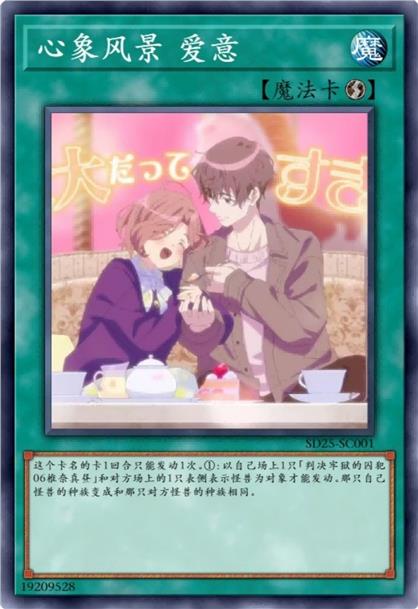 心象风景 爱意
魔
【魔法卡】
大だって
すき
SD25-SC001
这个卡名的卡1回合只能发动1次。①:以自己场上1只「判决牢狱的囚犯
06椎奈真昼」和对方场上的1只表侧表示怪兽为对象才能发动。那只自己
怪兽的种族变成和那只对方怪兽的种族相同。
19209528